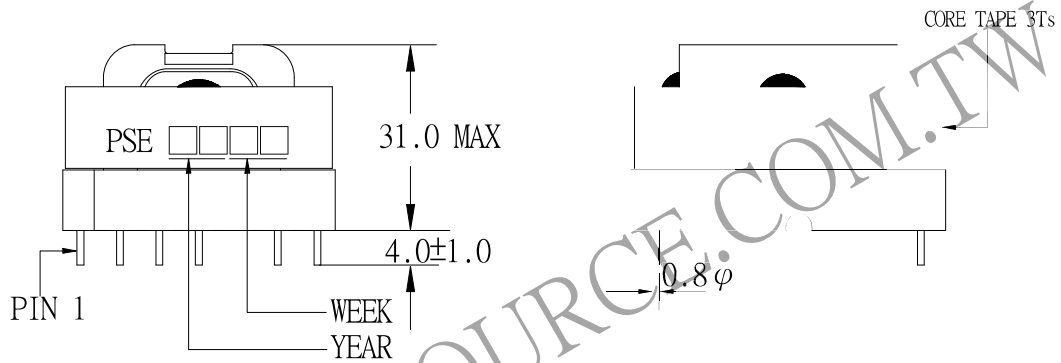 CORE TAPE 3Ts
PSE
31.0 MAX
4.0±1.0
0.8φ
PIN 1
WEEK
YEAR
OURCE.COM.TW